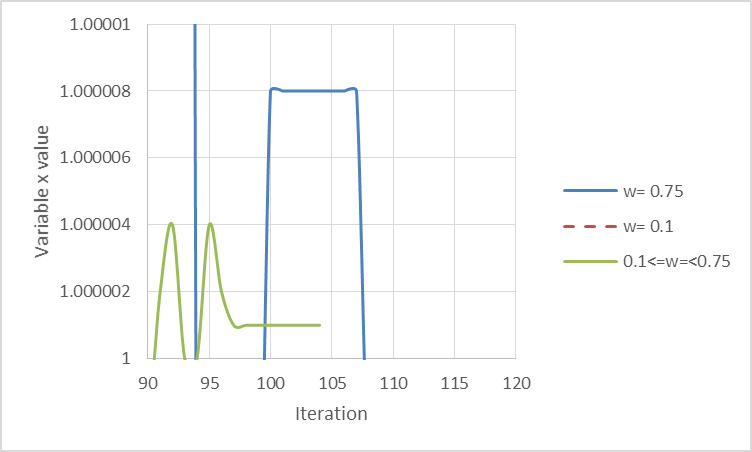 1.00001
1.000008
1.000006
1.000004
1.000002
1
90 95 100 105 110 115 120
Variable x value
Iteration
w= 0.75
w= 0.1
0.1<=w=<0.75